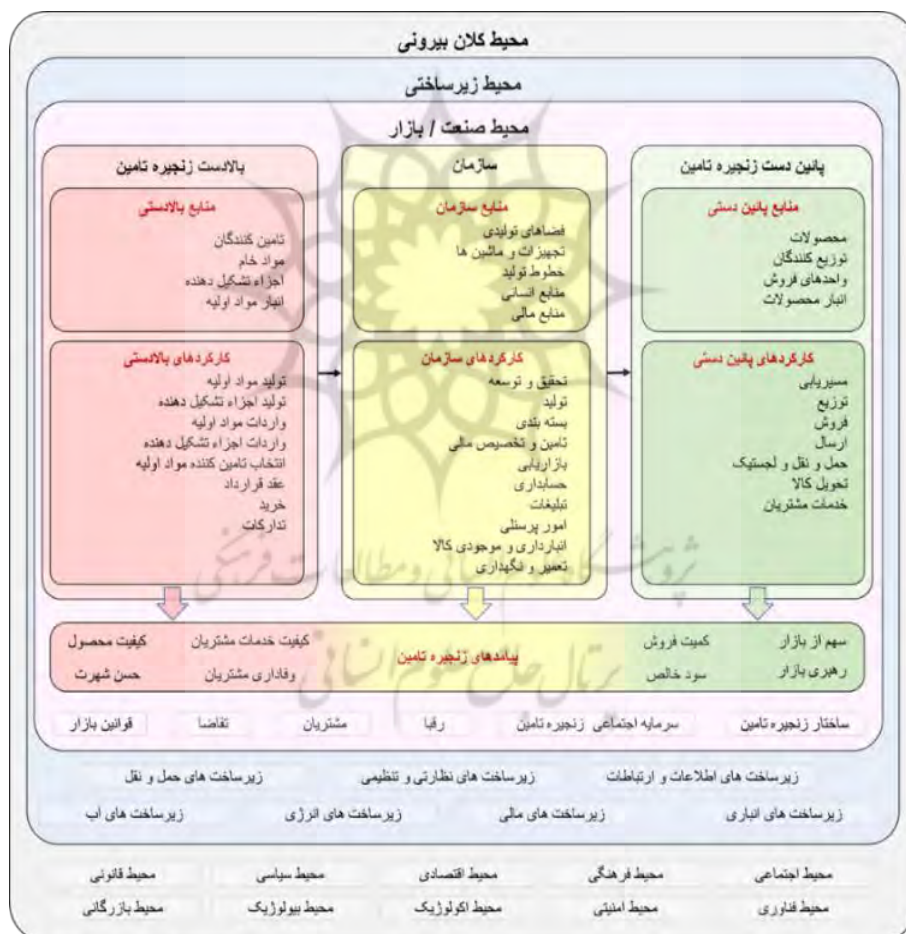 محیط کلان بیرونی
محیط زیرساختی
محیط صنعت / بازار
بالادست زنجیره تامین
منابع بالادستی
تامین کنندگان
مواد خام
اجزاء تشکیل دهنده
انبار مواد اولیه
کارکردهای بالادستی
تولید مواد اولیه
تولید اجزاء تشکیل دهنده
واردات مواد اولیه
واردات اجزاء تشکیل دهنده
انتخاب تامین کننده مواد اولیه
عقد قرارداد
خرید
تدارکات
سازمان
منابع سازمان
فضاهای تولیدی
تجهیزات و ماشین ها
خطوط تولید
منابع انسانی
منابع مالی
کارکردهای سازمان
تحقیق و توسعه
تولید
بسته بندی
تامین و تخصیص مالی
بازاریابی
حسابداری
تبلیغات
امور پرسنلی
انبارداری و موجودی کالا
تعمیر و نگهداری
پائین دست زنجیره تامین
منابع پائین دستی
محصولات
توزیع کنندگان
واحدهای فروش
انبار محصولات
کارکردهای پائین دستی
مسیریابی
توزیع
فروش
ارسال
حمل و نقل و لجستیک
تحویل کالا
خدمات مشتریان
پژوهشگاه علوم انسانی و مطالعات فرهنگی
پرتال جامع علوم انسانی
پیامدهای زنجیره تامین
سهم از بازار کمیت فروش کیفیت خدمات مشتریان کیفیت محصول
رهبری بازار سود خالص وفاداری مشتریان حسن شهرت
ساختار زنجیره تامین سرمایه اجتماعی زنجیره تامین رقبا مشتریان تقاضا قوانین بازار
زیرساخت های اطلاعات و ارتباطات زیرساخت های نظارتی و تنظیمی زیرساخت های حمل و نقل
زیرساخت های انباری زیرساخت های مالی زیرساخت های انرژی زیرساخت های آب
محیط اجتماعی محیط فرهنگی محیط اقتصادی محیط سیاسی محیط قانونی
محیط فناوری محیط امنیتی محیط اکولوژیک محیط بیولوژیک محیط بازرگانی